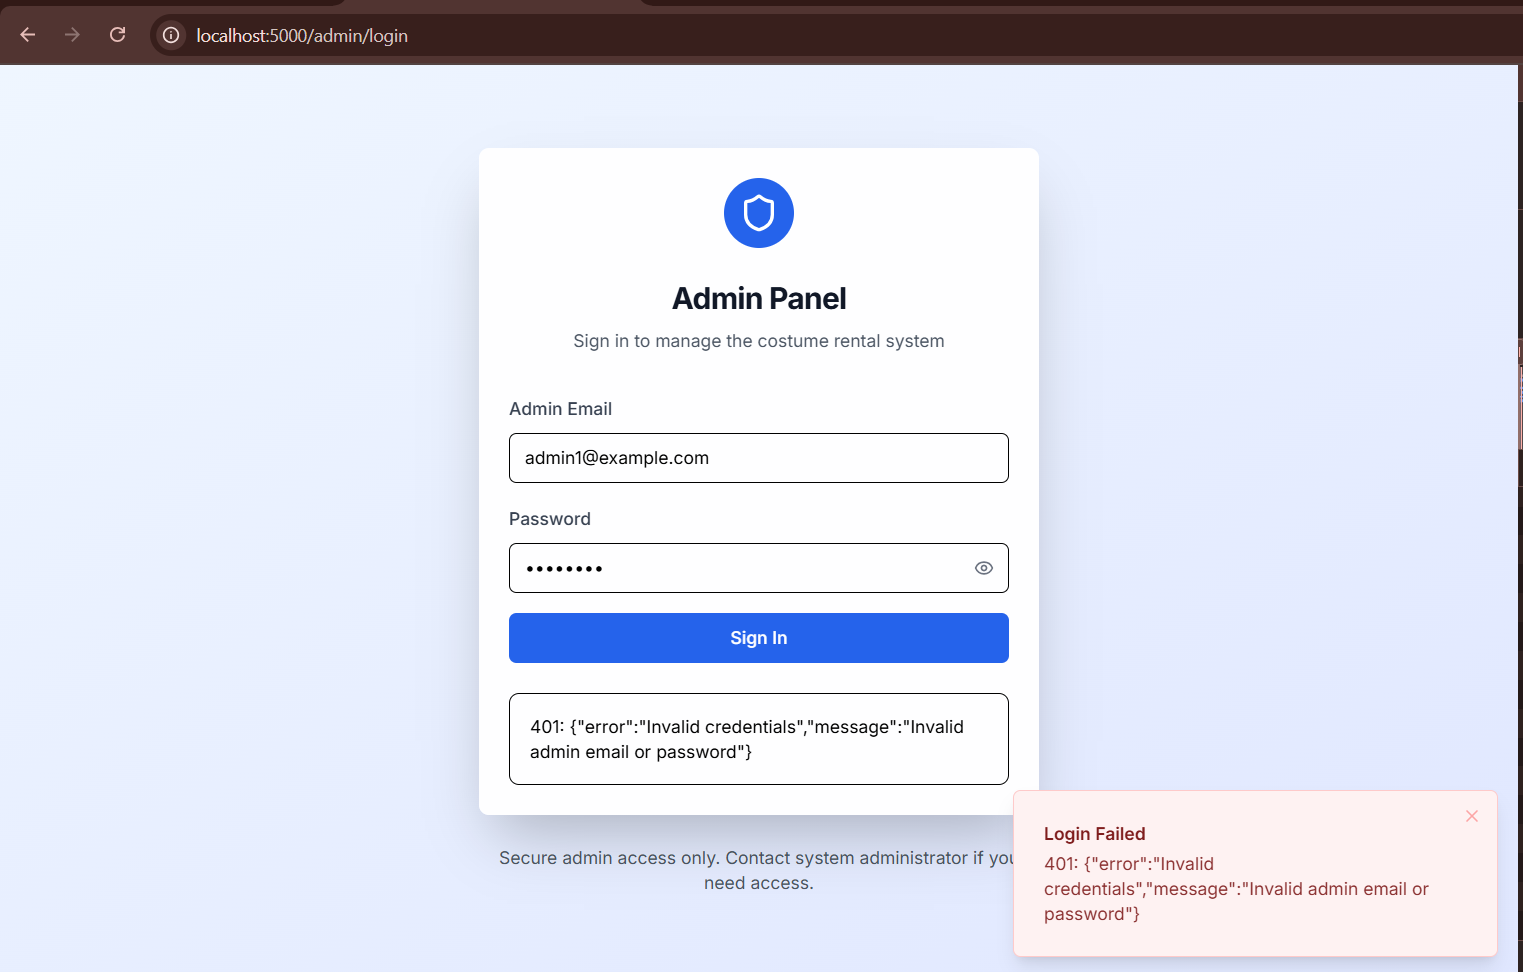 localhost:5000/admin/login
Admin Panel
Sign in to manage the costume rental system
Admin Email
admin1@example.com
Password
••••••••
Sign In
401: {"error":"Invalid credentials","message":"Invalid
admin email or password"}
Secure admin access only. Contact system administrator if you
need access.
Login Failed
401: {"error":"Invalid
credentials","message":"Invalid admin email or
password"}